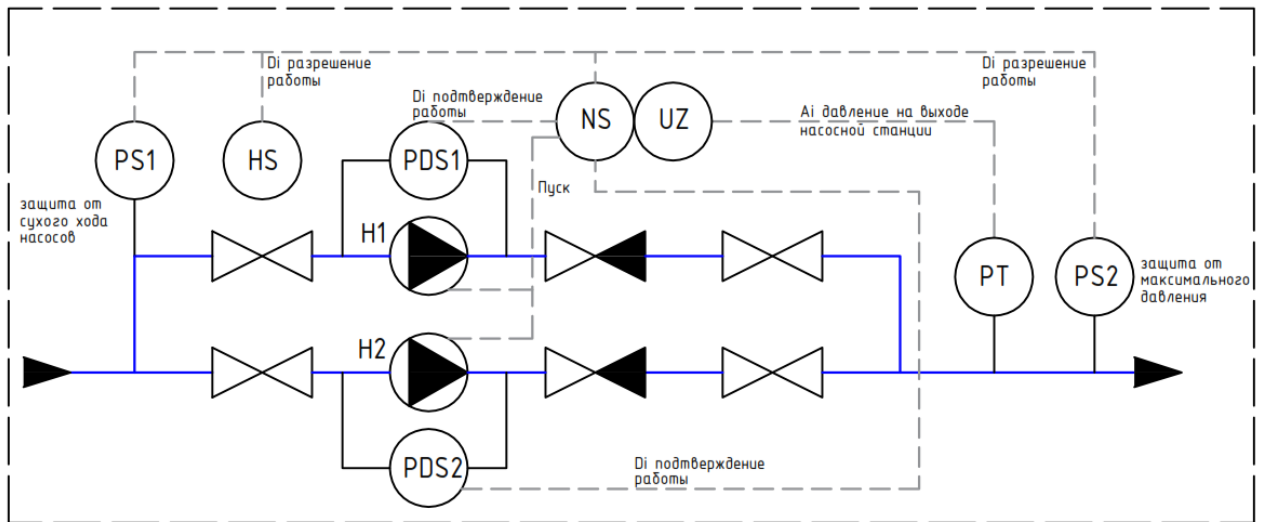 Di разрешение
работы
Di разрешение
работы
Di подтверждение
работы
NS
UZ
Ai давление на выходе
насосной станции
PS1
HS
PDS1
Пуск
защита от
сухого хода
насосов
H1
PT
PS2
защита от
максимального
давления
H2
PDS2
Di подтверждение
работы